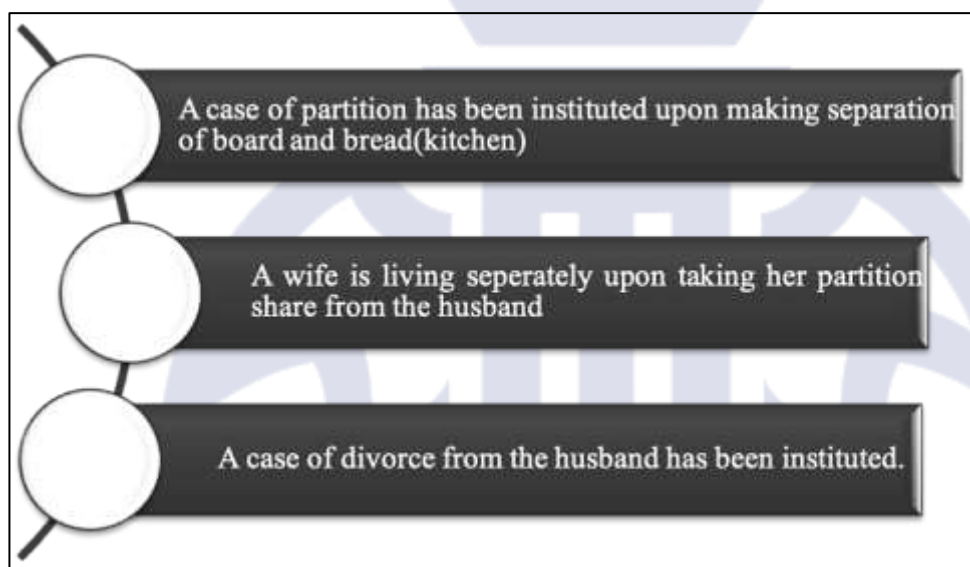 A case of partition has been instituted upon making separation
of board and bread(kitchen)
A wife is living seperately upon taking her partition
share from the husband
A case of divorce from the husband has been instituted.